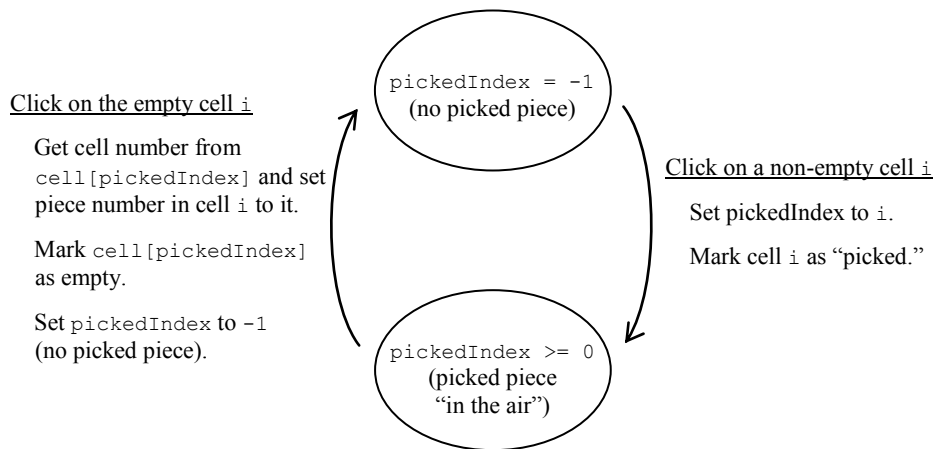 pickedIndex = -1
(no picked piece)
Click on the empty cell i
Get cell number from
cell[pickedIndex] and set
piece number in cell i to it.
Mark cell[pickedIndex]
as empty.
Set pickedIndex to -1
(no picked piece).
Click on a non-empty cell i
Set pickedIndex to i.
Mark cell i as “picked.”
pickedIndex >= 0
(picked piece
“in the air”)